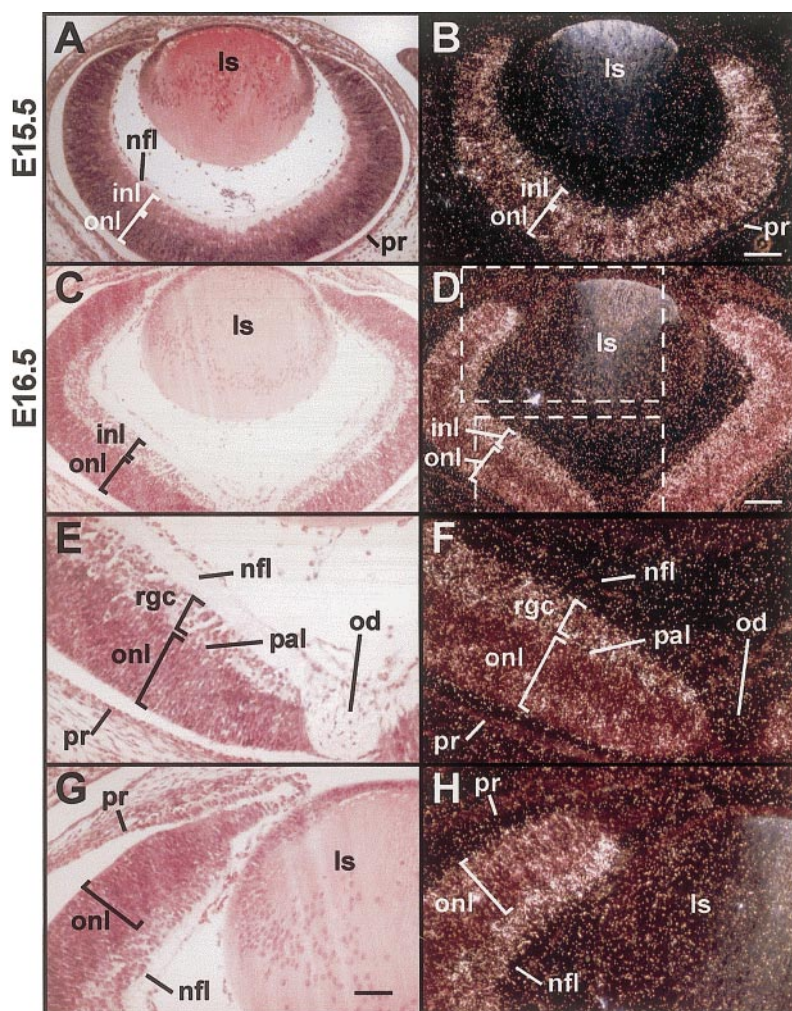 E15.5
A
ls
nfl
inl
onl
pr
B
ls
inl
onl
pr
E16.5
C
ls
inl
onl
D
ls
inl
onl
E
nfl
rgc
od
pal
onl
pr
F
nfl
rgc
od
pal
onl
pr
G
pr
ls
onl
nfl
H
pr
onl
ls
nfl